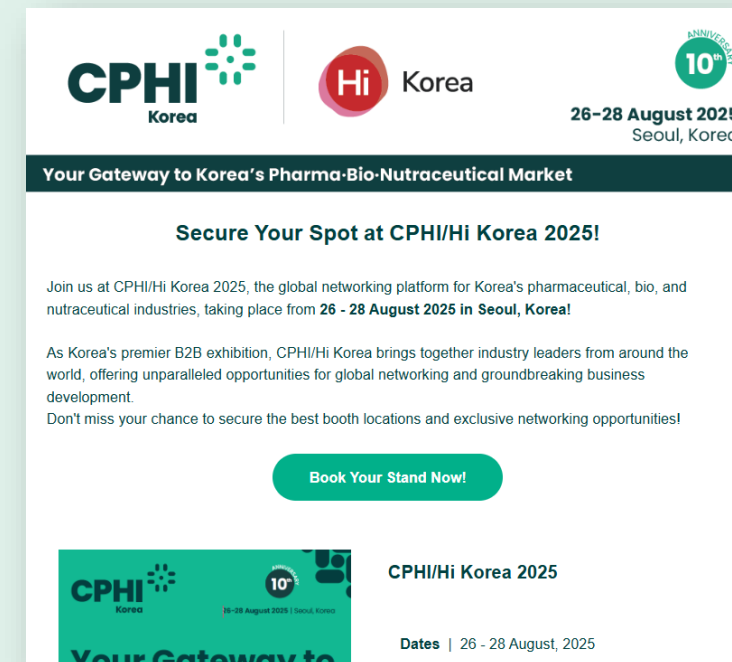 CPHI
Korea
Hi Korea
ANNIVERSARY
10th
26-28 August 2025
Seoul, Korea
Your Gateway to Korea's Pharma·Bio·Nutraceutical Market
Secure Your Spot at CPHI/Hi Korea 2025!
Join us at CPHI/Hi Korea 2025, the global networking platform for Korea's pharmaceutical, bio, and
nutraceutical industries, taking place from 26 - 28 August 2025 in Seoul, Korea!
As Korea's premier B2B exhibition, CPHI/Hi Korea brings together industry leaders from around the
world, offering unparalleled opportunities for global networking and groundbreaking business
development.
Don't miss your chance to secure the best booth locations and exclusive networking opportunities!
Book Your Stand Now!
CPHI
Korea
ANNIVERSARY
10th
26-28 August 2025 | Seoul, Korea
Your Gateway to
CPHI/Hi Korea 2025
Dates | 26 - 28 August, 2025